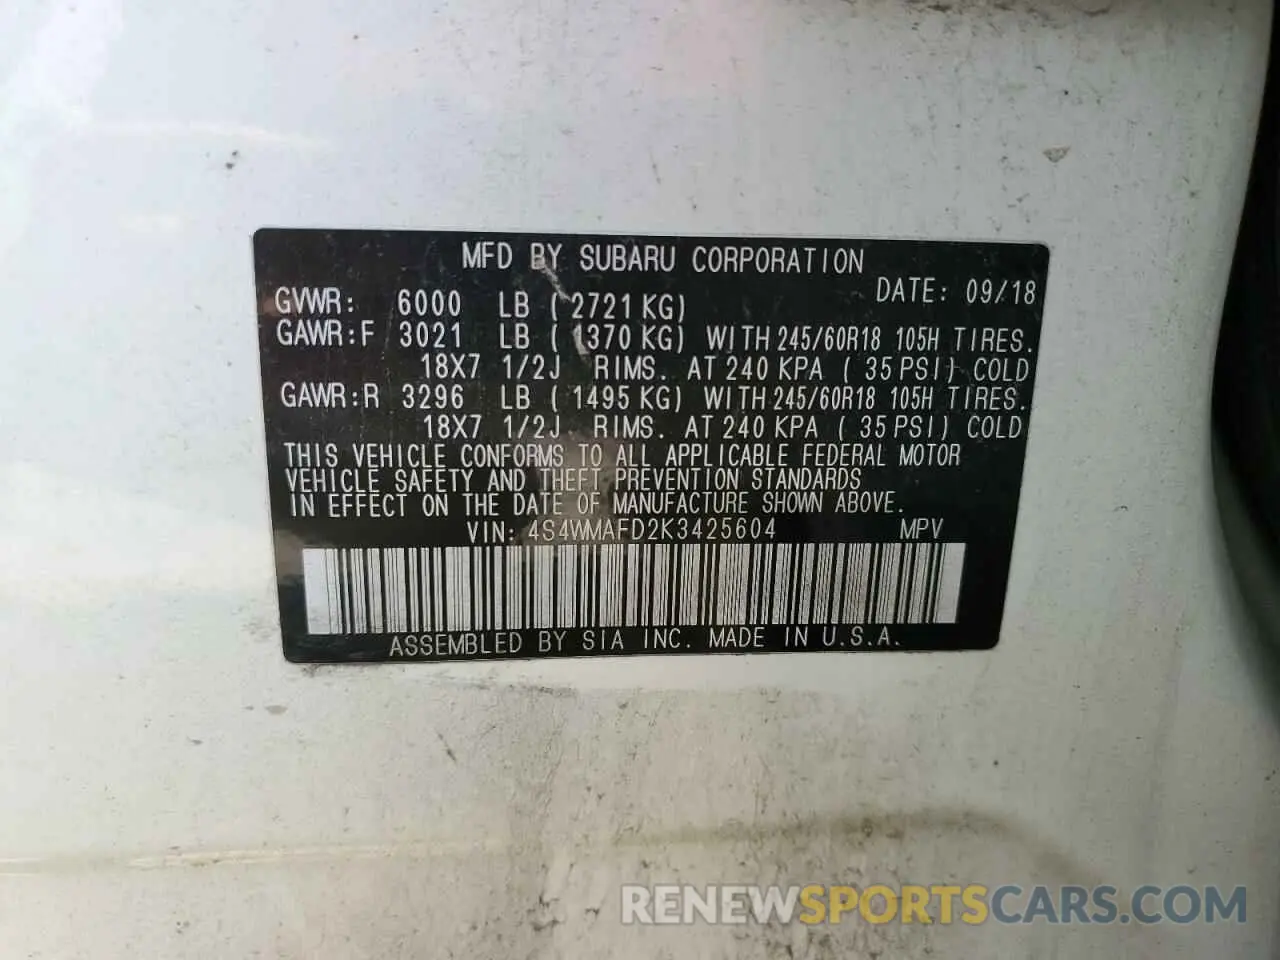 MFD BY SUBARU CORPORATION
DATE: 09/18
GVWR: 6000 LB ( 2721 KG)
GAWR:F 3021 LB ( 1370 KG) WITH 245/60R18 105H TIRES.
18X7 1/2J RIMS. AT 240 KPA ( 35 PSI) COLD
GAWR:R 3296 LB ( 1495 KG) WITH 245/60R18 105H TIRES.
18X7 1/2J RIMS. AT 240 KPA ( 35 PSI) COLD
THIS VEHICLE CONFORMS TO ALL APPLICABLE FEDERAL MOTOR
VEHICLE SAFETY AND THEFT PREVENTION STANDARDS
IN EFFECT ON THE DATE OF MANUFACTURE SHOWN ABOVE.
VIN: 4S4WMAFD2K3425604 MPV
ASSEMBLED BY SIA INC. MADE IN U.S.A.
RENEWSPORTSCARS.COM